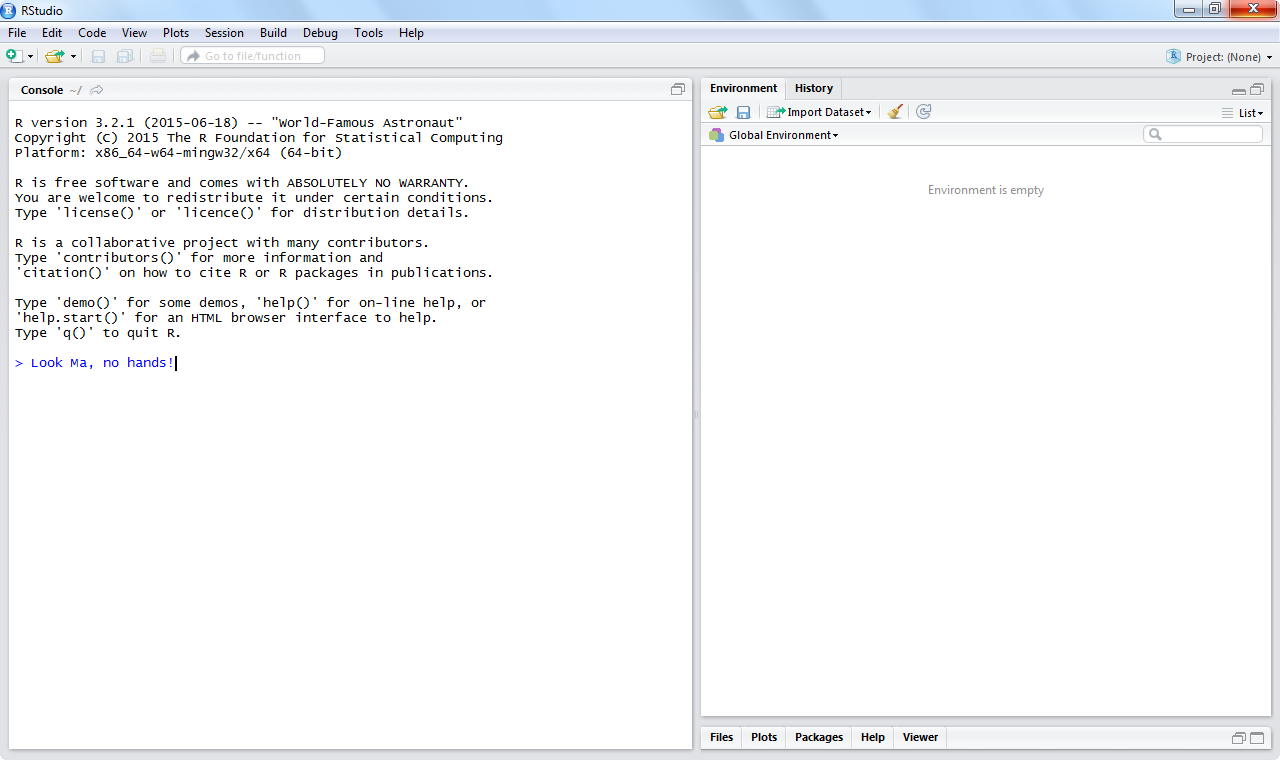 RStudio
File Edit Code View Plots Session Build Debug Tools Help
Go to file/function
Project: (None)
Console ~/
R version 3.2.1 (2015-06-18) -- "World-Famous Astronaut"
Copyright (C) 2015 The R Foundation for Statistical Computing
Platform: x86_64-w64-mingw32/x64 (64-bit)
R is free software and comes with ABSOLUTELY NO WARRANTY.
You are welcome to redistribute it under certain conditions.
Type 'license()' or 'licence()' for distribution details.
R is a collaborative project with many contributors.
Type 'contributors()' for more information and
'citation()' on how to cite R or R packages in publications.
Type 'demo()' for some demos, 'help()' for on-line help, or
'help.start()' for an HTML browser interface to help.
Type 'q()' to quit R.
> Look Ma, no hands!
Environment History
Import Dataset List
Global Environment
Environment is empty
Files Plots Packages Help Viewer